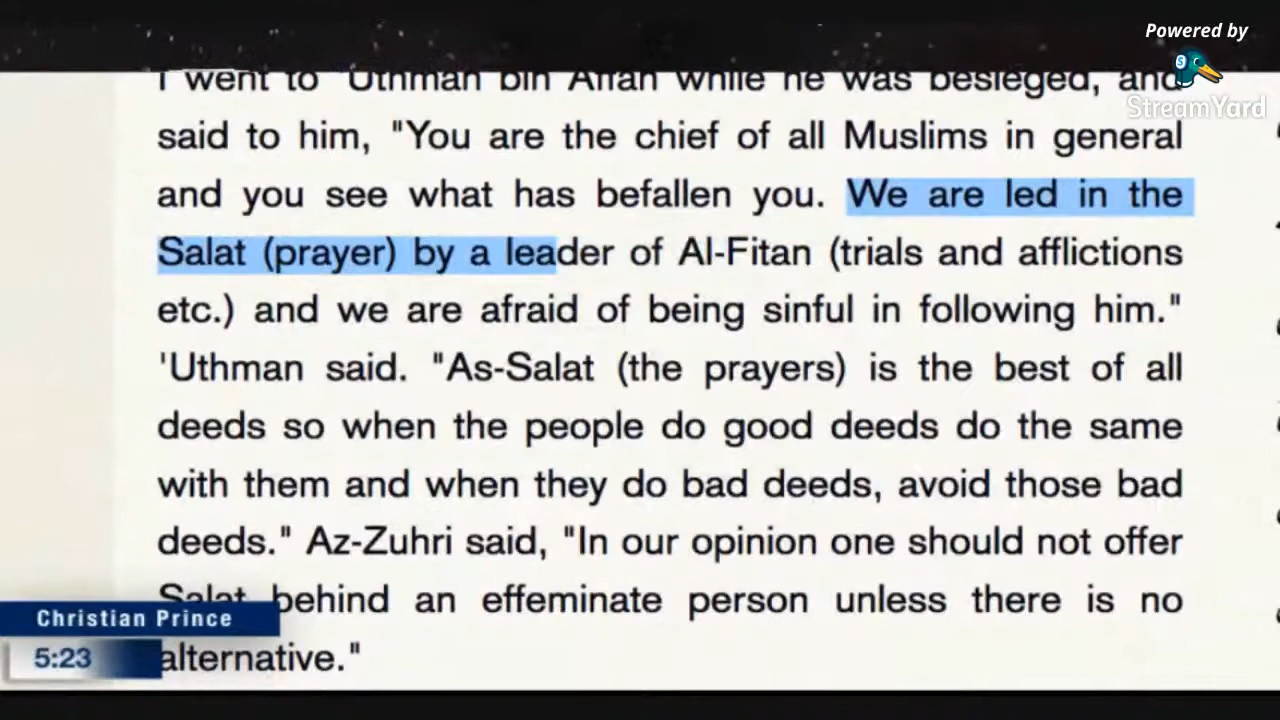 Powered by
StreamYard
I went to 'Uthman bin Affan while he was besieged, and
said to him, "You are the chief of all Muslims in general
and you see what has befallen you. We are led in the
Salat (prayer) by a leader of Al-Fitan (trials and afflictions
etc.) and we are afraid of being sinful in following him."
'Uthman said. "As-Salat (the prayers) is the best of all
deeds so when the people do good deeds do the same
with them and when they do bad deeds, avoid those bad
deeds." Az-Zuhri said, "In our opinion one should not offer
Salat behind an effeminate person unless there is no
alternative."
Christian Prince
5:23